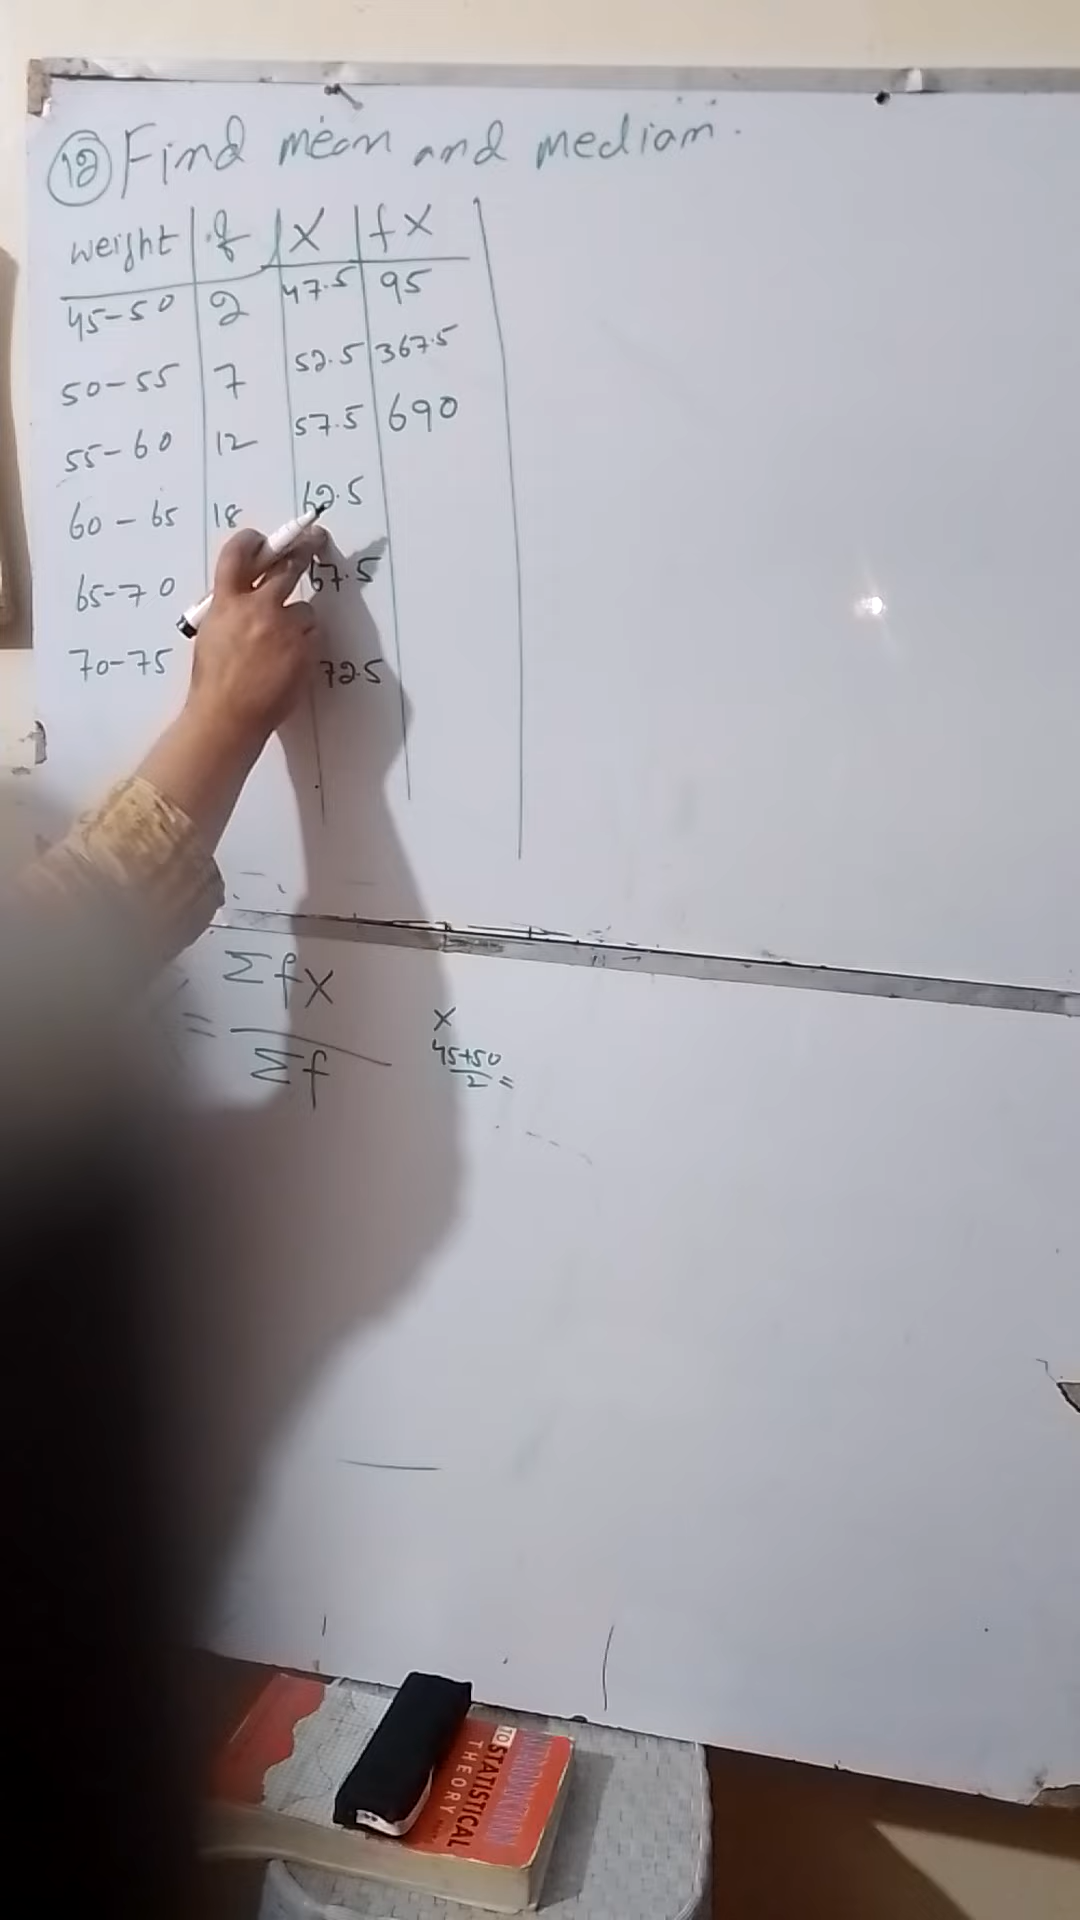 12 Find mean and median.
weight f X fX
45-50 2 47.5 95
50-55 7 52.5 367.5
55-60 12 57.5 690
60-65 18 62.5
65-70 67.5
70-75 72.5
= Σfx
Σf
X
45+50
2 =
TO STATISTICAL
THEORY